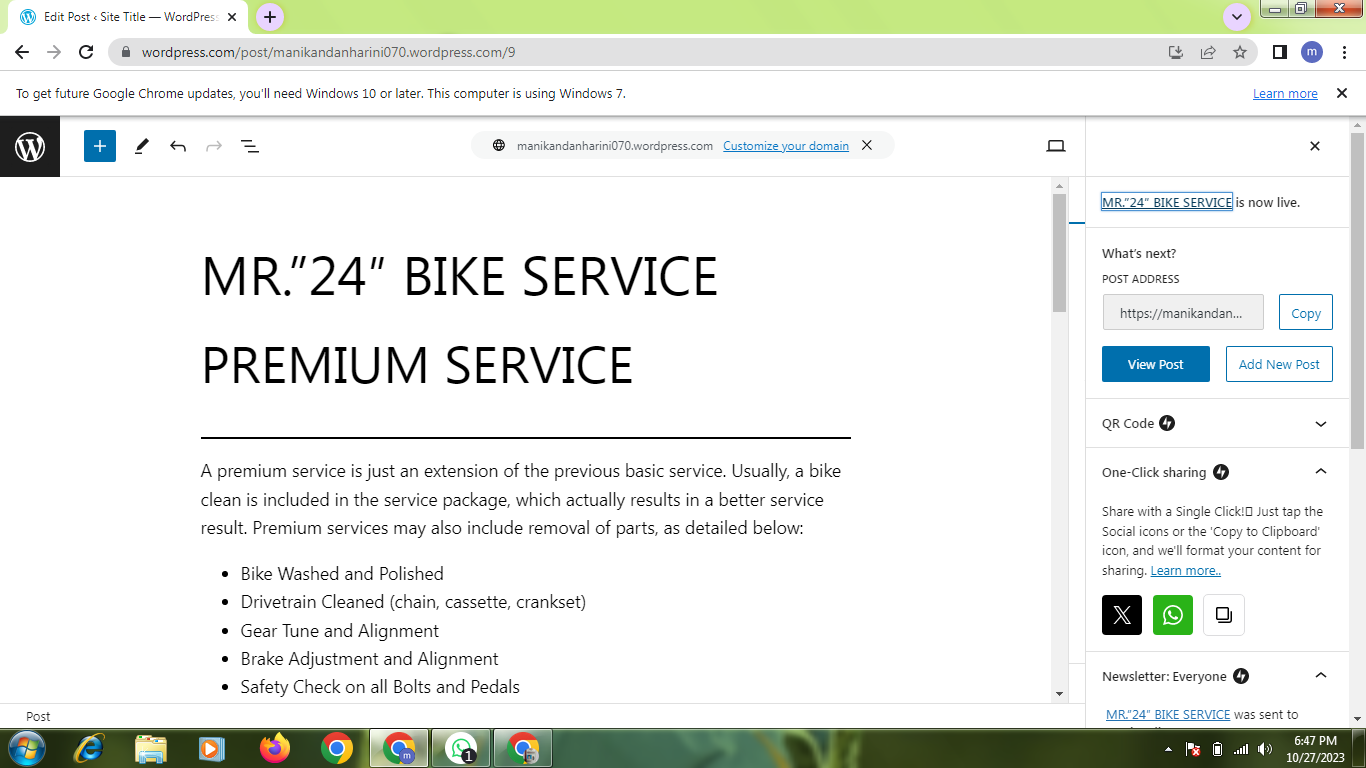 Edit Post ‹ Site Title — WordPress
wordpress.com/post/manikandanharini070.wordpress.com/9
m
To get future Google Chrome updates, you'll need Windows 10 or later. This computer is using Windows 7.
Learn more
manikandanharini070.wordpress.com Customize your domain
MR.”24″ BIKE SERVICE
PREMIUM SERVICE
A premium service is just an extension of the previous basic service. Usually, a bike
clean is included in the service package, which actually results in a better service
result. Premium services may also include removal of parts, as detailed below:
• Bike Washed and Polished
• Drivetrain Cleaned (chain, cassette, crankset)
• Gear Tune and Alignment
• Brake Adjustment and Alignment
• Safety Check on all Bolts and Pedals
MR.”24″ BIKE SERVICE is now live.
What’s next?
POST ADDRESS
https://manikandan...
Copy
View Post
Add New Post
QR Code
One-Click sharing
Share with a Single Click! Just tap the
Social icons or the 'Copy to Clipboard'
icon, and we'll format your content for
sharing. Learn more..
Newsletter: Everyone
MR.”24″ BIKE SERVICE was sent to
Post
m
1
6:47 PM
10/27/2023